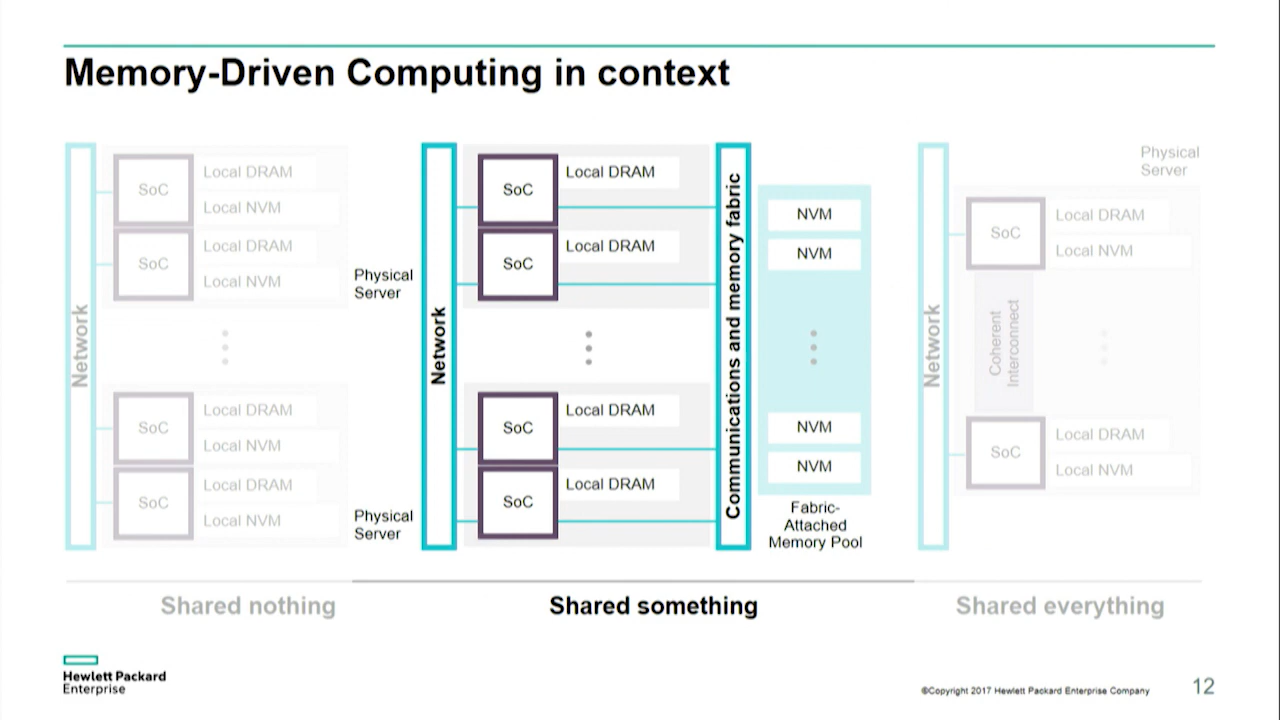 Memory-Driven Computing in context
Network
SoC
Local DRAM
Local NVM
SoC
Local DRAM
Local NVM
SoC
Local DRAM
Local NVM
SoC
Local DRAM
Local NVM
Shared nothing
Physical
Server
Physical
Server
Network
SoC
Local DRAM
SoC
Local DRAM
SoC
Local DRAM
SoC
Local DRAM
Communications and memory fabric
NVM
NVM
NVM
NVM
Fabric-
Attached
Memory Pool
Shared something
Network
Physical
Server
SoC
Local DRAM
Local NVM
Coherent
Interconnect
SoC
Local DRAM
Local NVM
Shared everything
Hewlett Packard
Enterprise
©Copyright 2017 Hewlett Packard Enterprise Company
12